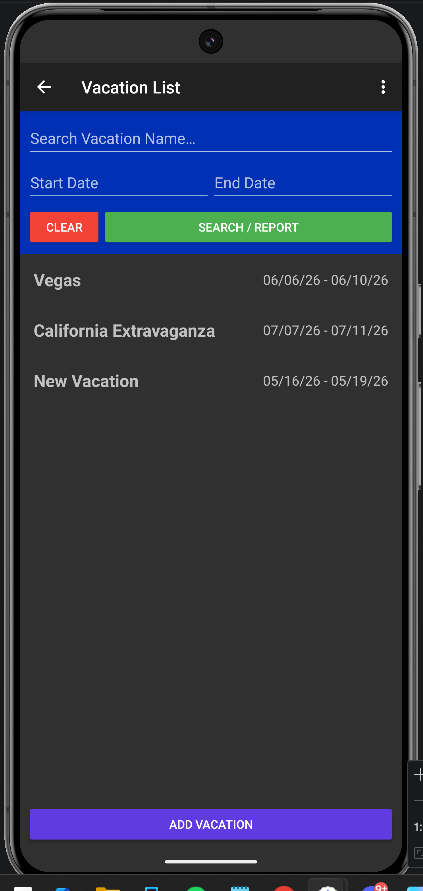 Vacation List
Search Vacation Name...
Start Date End Date
CLEAR SEARCH / REPORT
Vegas 06/06/26 - 06/10/26
California Extravaganza 07/07/26 - 07/11/26
New Vacation 05/16/26 - 05/19/26
ADD VACATION
1:
9+